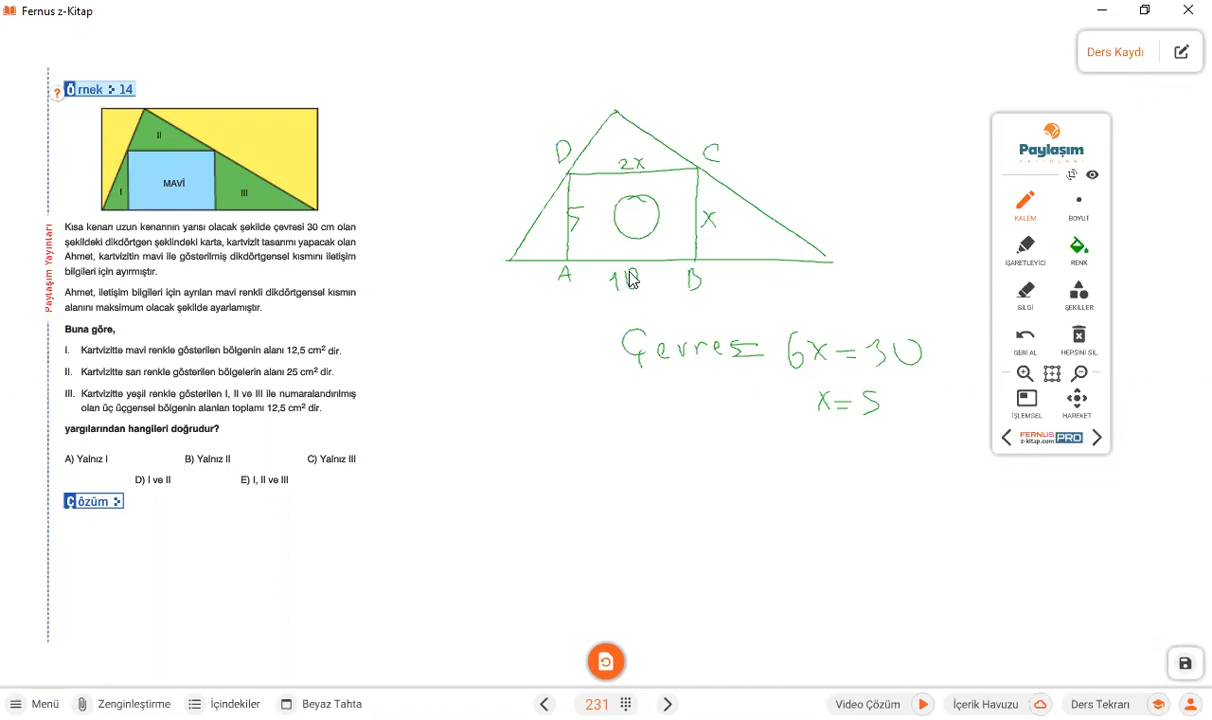 Fernus z-Kitap
Ders Kaydı
? Örnek 14
II
MAVİ
I
III
Kısa kenarı uzun kenarının yarısı olacak şekilde çevresi 30 cm olan
şekildeki dikdörtgen şeklindeki karta, kartvizit tasarımı yapacak olan
Ahmet, kartvizitin mavi ile gösterilmiş dikdörtgensel kısmını iletişim
bilgileri için ayırmıştır.
Ahmet, iletişim bilgileri için ayrılan mavi renkli dikdörtgensel kısmın
alanını maksimum olacak şekilde ayarlamıştır.
Buna göre,
I. Kartvizitte mavi renkle gösterilen bölgenin alanı 12,5 cm² dir.
II. Kartvizitte sarı renkle gösterilen bölgelerin alanı 25 cm² dir.
III. Kartvizitte yeşil renkle gösterilen I, II ve III ile numaralandırılmış
olan üç üçgensel bölgenin alanları toplamı 12,5 cm² dir.
yargılarından hangileri doğrudur?
A) Yalnız I B) Yalnız II C) Yalnız III
D) I ve II E) I, II ve III
Çözüm
Paylaşım Yayınları
D 2x C
5 x
A B
Çevre = 6x = 30
x = 5
Paylaşım
YAYINLARI
KALEM BOYUT
İŞARETLEYİCİ RENK
SİLGİ ŞEKİLLER
GERİ AL HEPSİNİ SİL
İŞLEMSEL HAREKET
FERNUS
z-kitap.com PRO
Menü Zenginleştirme İçindekiler Beyaz Tahta 231 Video Çözüm İçerik Havuzu Ders Tekrarı